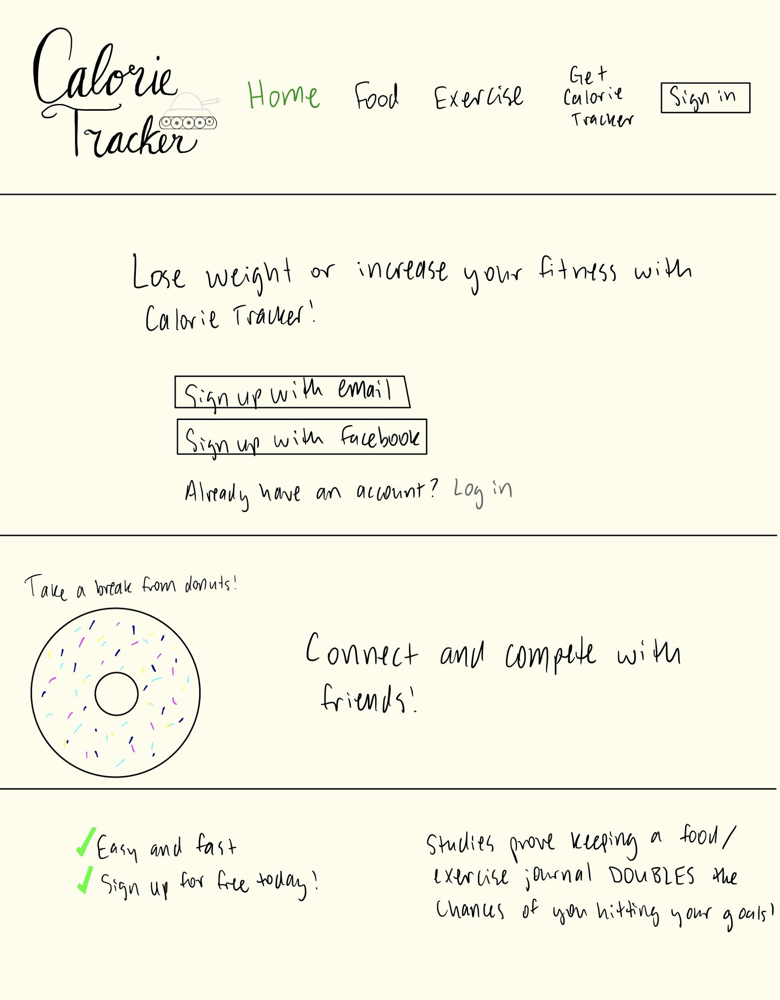 Calorie
Tracker
Home
Food
Exercise
Get
Calorie
Tracker
Sign in
Lose weight or increase your fitness with
Calorie Tracker!
Sign up with email
Sign up with facebook
Already have an account? Log in
Take a break from donuts!
Connect and compete with
friends!
Easy and fast
Sign up for free today!
Studies prove keeping a food/
exercise journal DOUBLES the
chances of you hitting your goals!